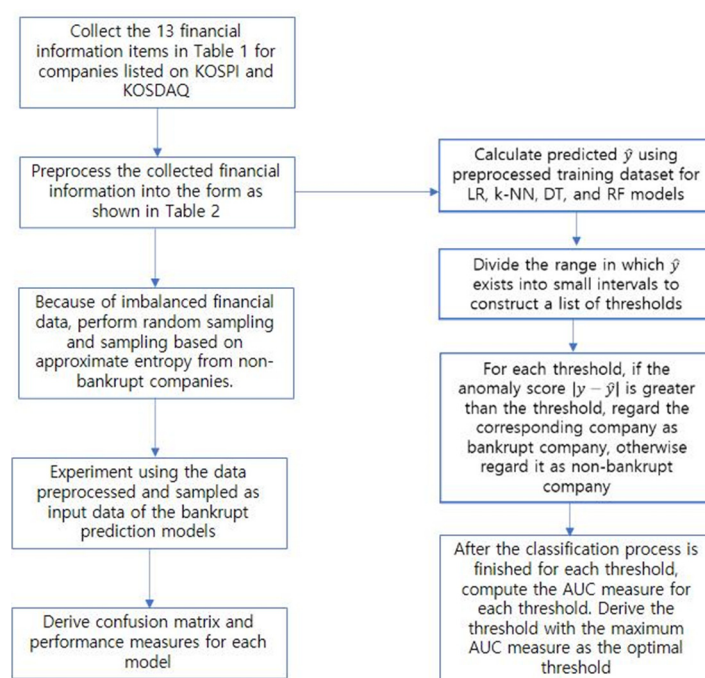 Collect the 13 financial
information items in Table 1 for
companies listed on KOSPI and
KOSDAQ
Preprocess the collected financial
information into the form as
shown in Table 2
Because of imbalanced financial
data, perform random sampling
and sampling based on
approximate entropy from non-
bankrupt companies.
Experiment using the data
preprocessed and sampled as
input data of the bankrupt
prediction models
Derive confusion matrix and
performance measures for each
model
Calculate predicted ŷ using
preprocessed training dataset for
LR, k-NN, DT, and RF models
Divide the range in which ŷ
exists into small intervals to
construct a list of thresholds
For each threshold, if the
anomaly score |y − ŷ| is greater
than the threshold, regard the
corresponding company as
bankrupt company, otherwise
regard it as non-bankrupt
company
After the classification process is
finished for each threshold,
compute the AUC measure for
each threshold. Derive the
threshold with the maximum
AUC measure as the optimal
threshold